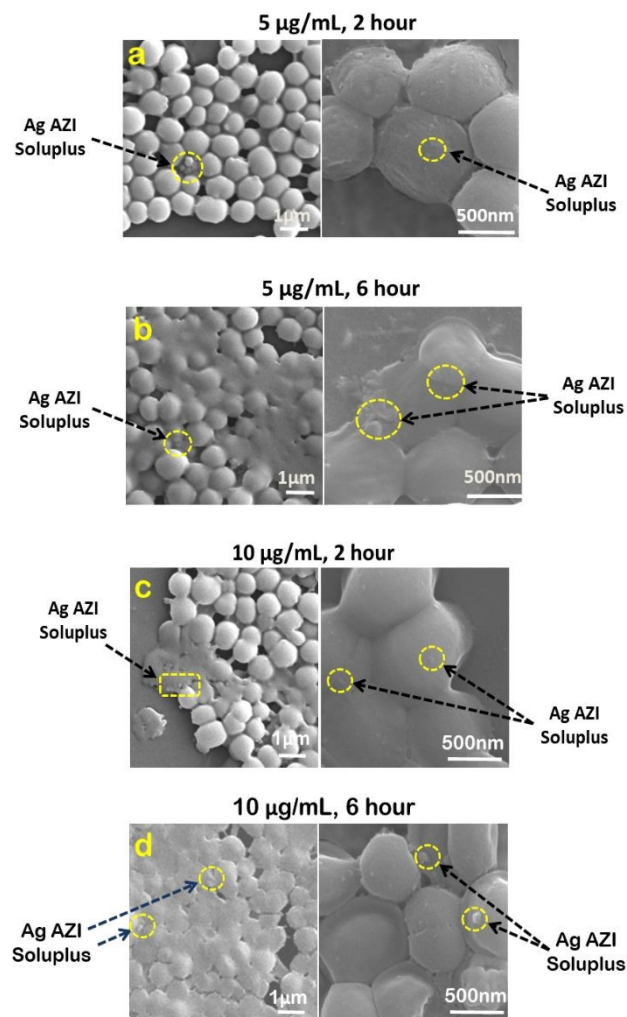 5 µg/mL, 2 hour
a
Ag AZI
Soluplus
1µm
500nm
Ag AZI
Soluplus
5 µg/mL, 6 hour
b
Ag AZI
Soluplus
1µm
500nm
Ag AZI
Soluplus
10 µg/mL, 2 hour
c
Ag AZI
Soluplus
1µm
500nm
Ag AZI
Soluplus
10 µg/mL, 6 hour
d
Ag AZI
Soluplus
1µm
500nm
Ag AZI
Soluplus